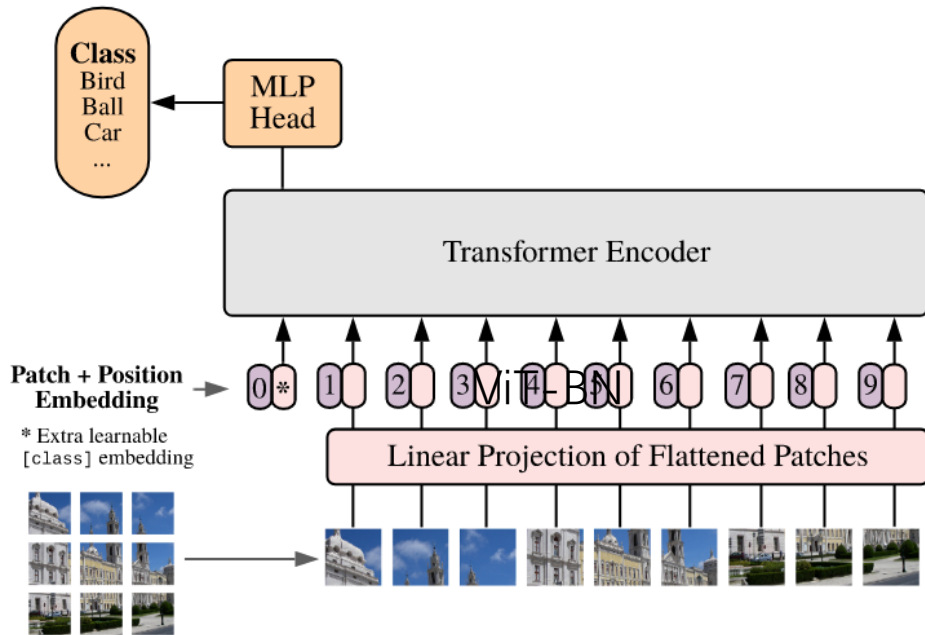 Class
Bird
Ball
Car
...
MLP
Head
Transformer Encoder
Patch + Position
Embedding
0 * 1 2 3 4 5 6 7 8 9
ViT-BN
* Extra learnable
[class] embedding
Linear Projection of Flattened Patches